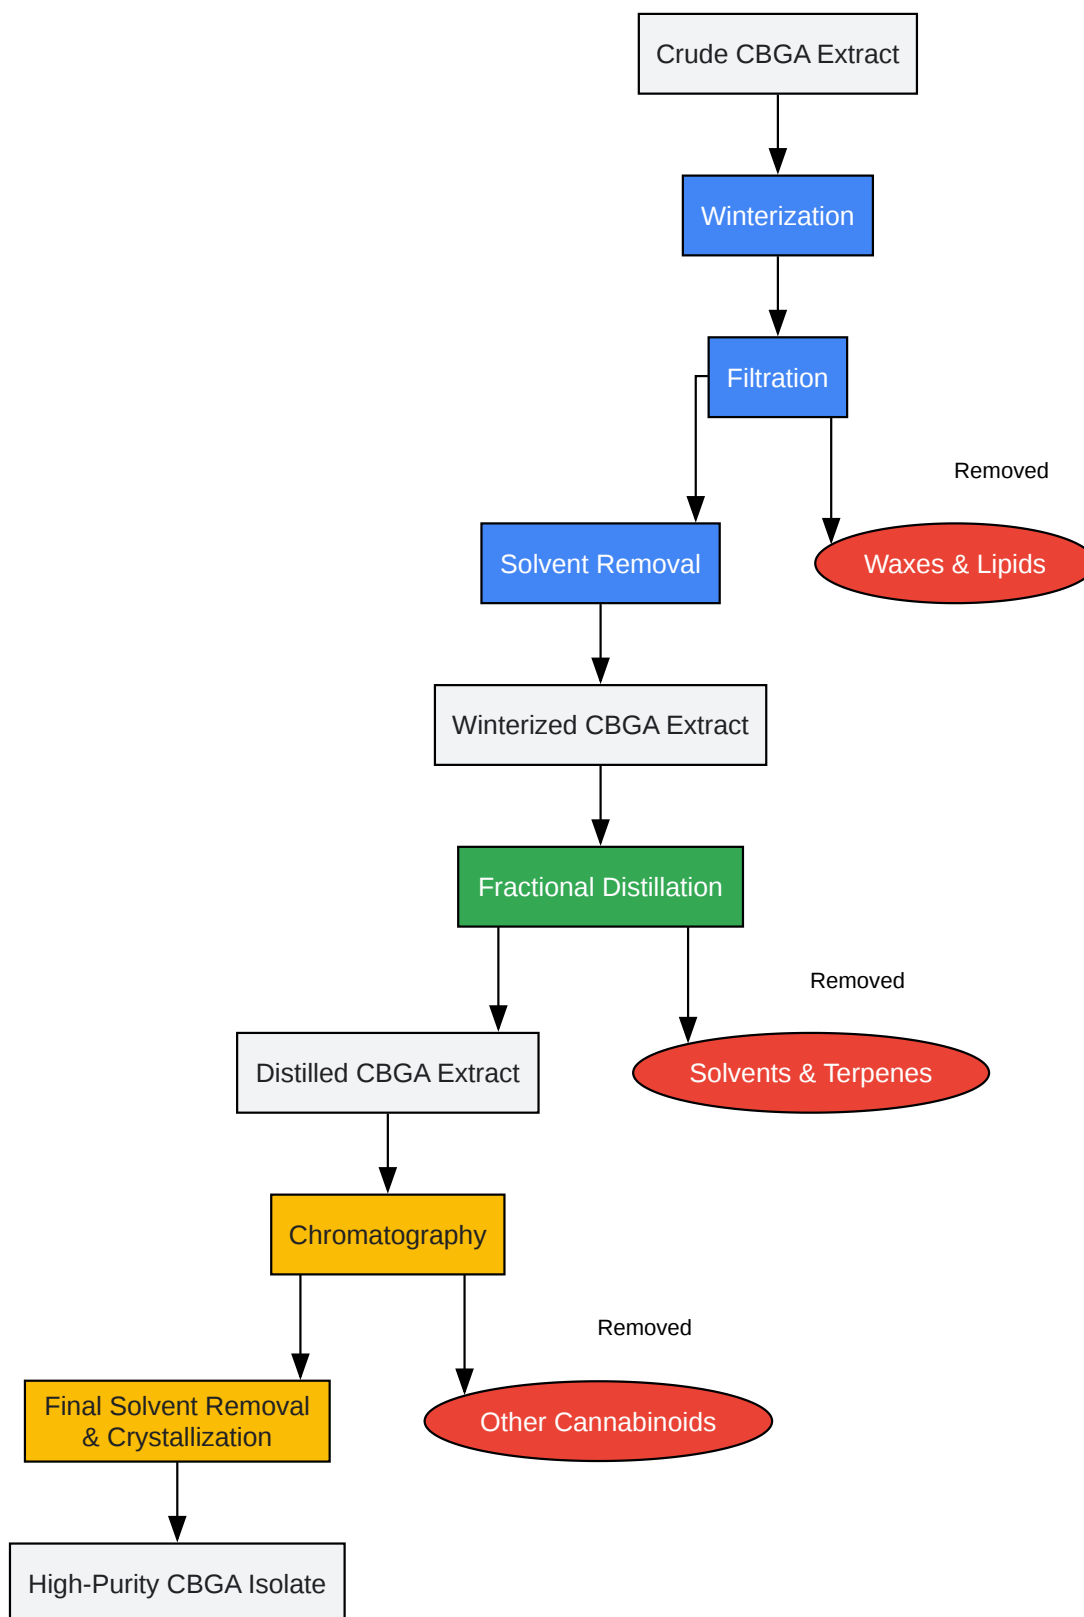 Crude CBGA Extract
Winterization
Filtration
Removed
Solvent Removal
Waxes & Lipids
Winterized CBGA Extract
Fractional Distillation
Removed
Distilled CBGA Extract
Solvents & Terpenes
Chromatography
Removed
Final Solvent Removal
& Crystallization
Other Cannabinoids
High-Purity CBGA Isolate